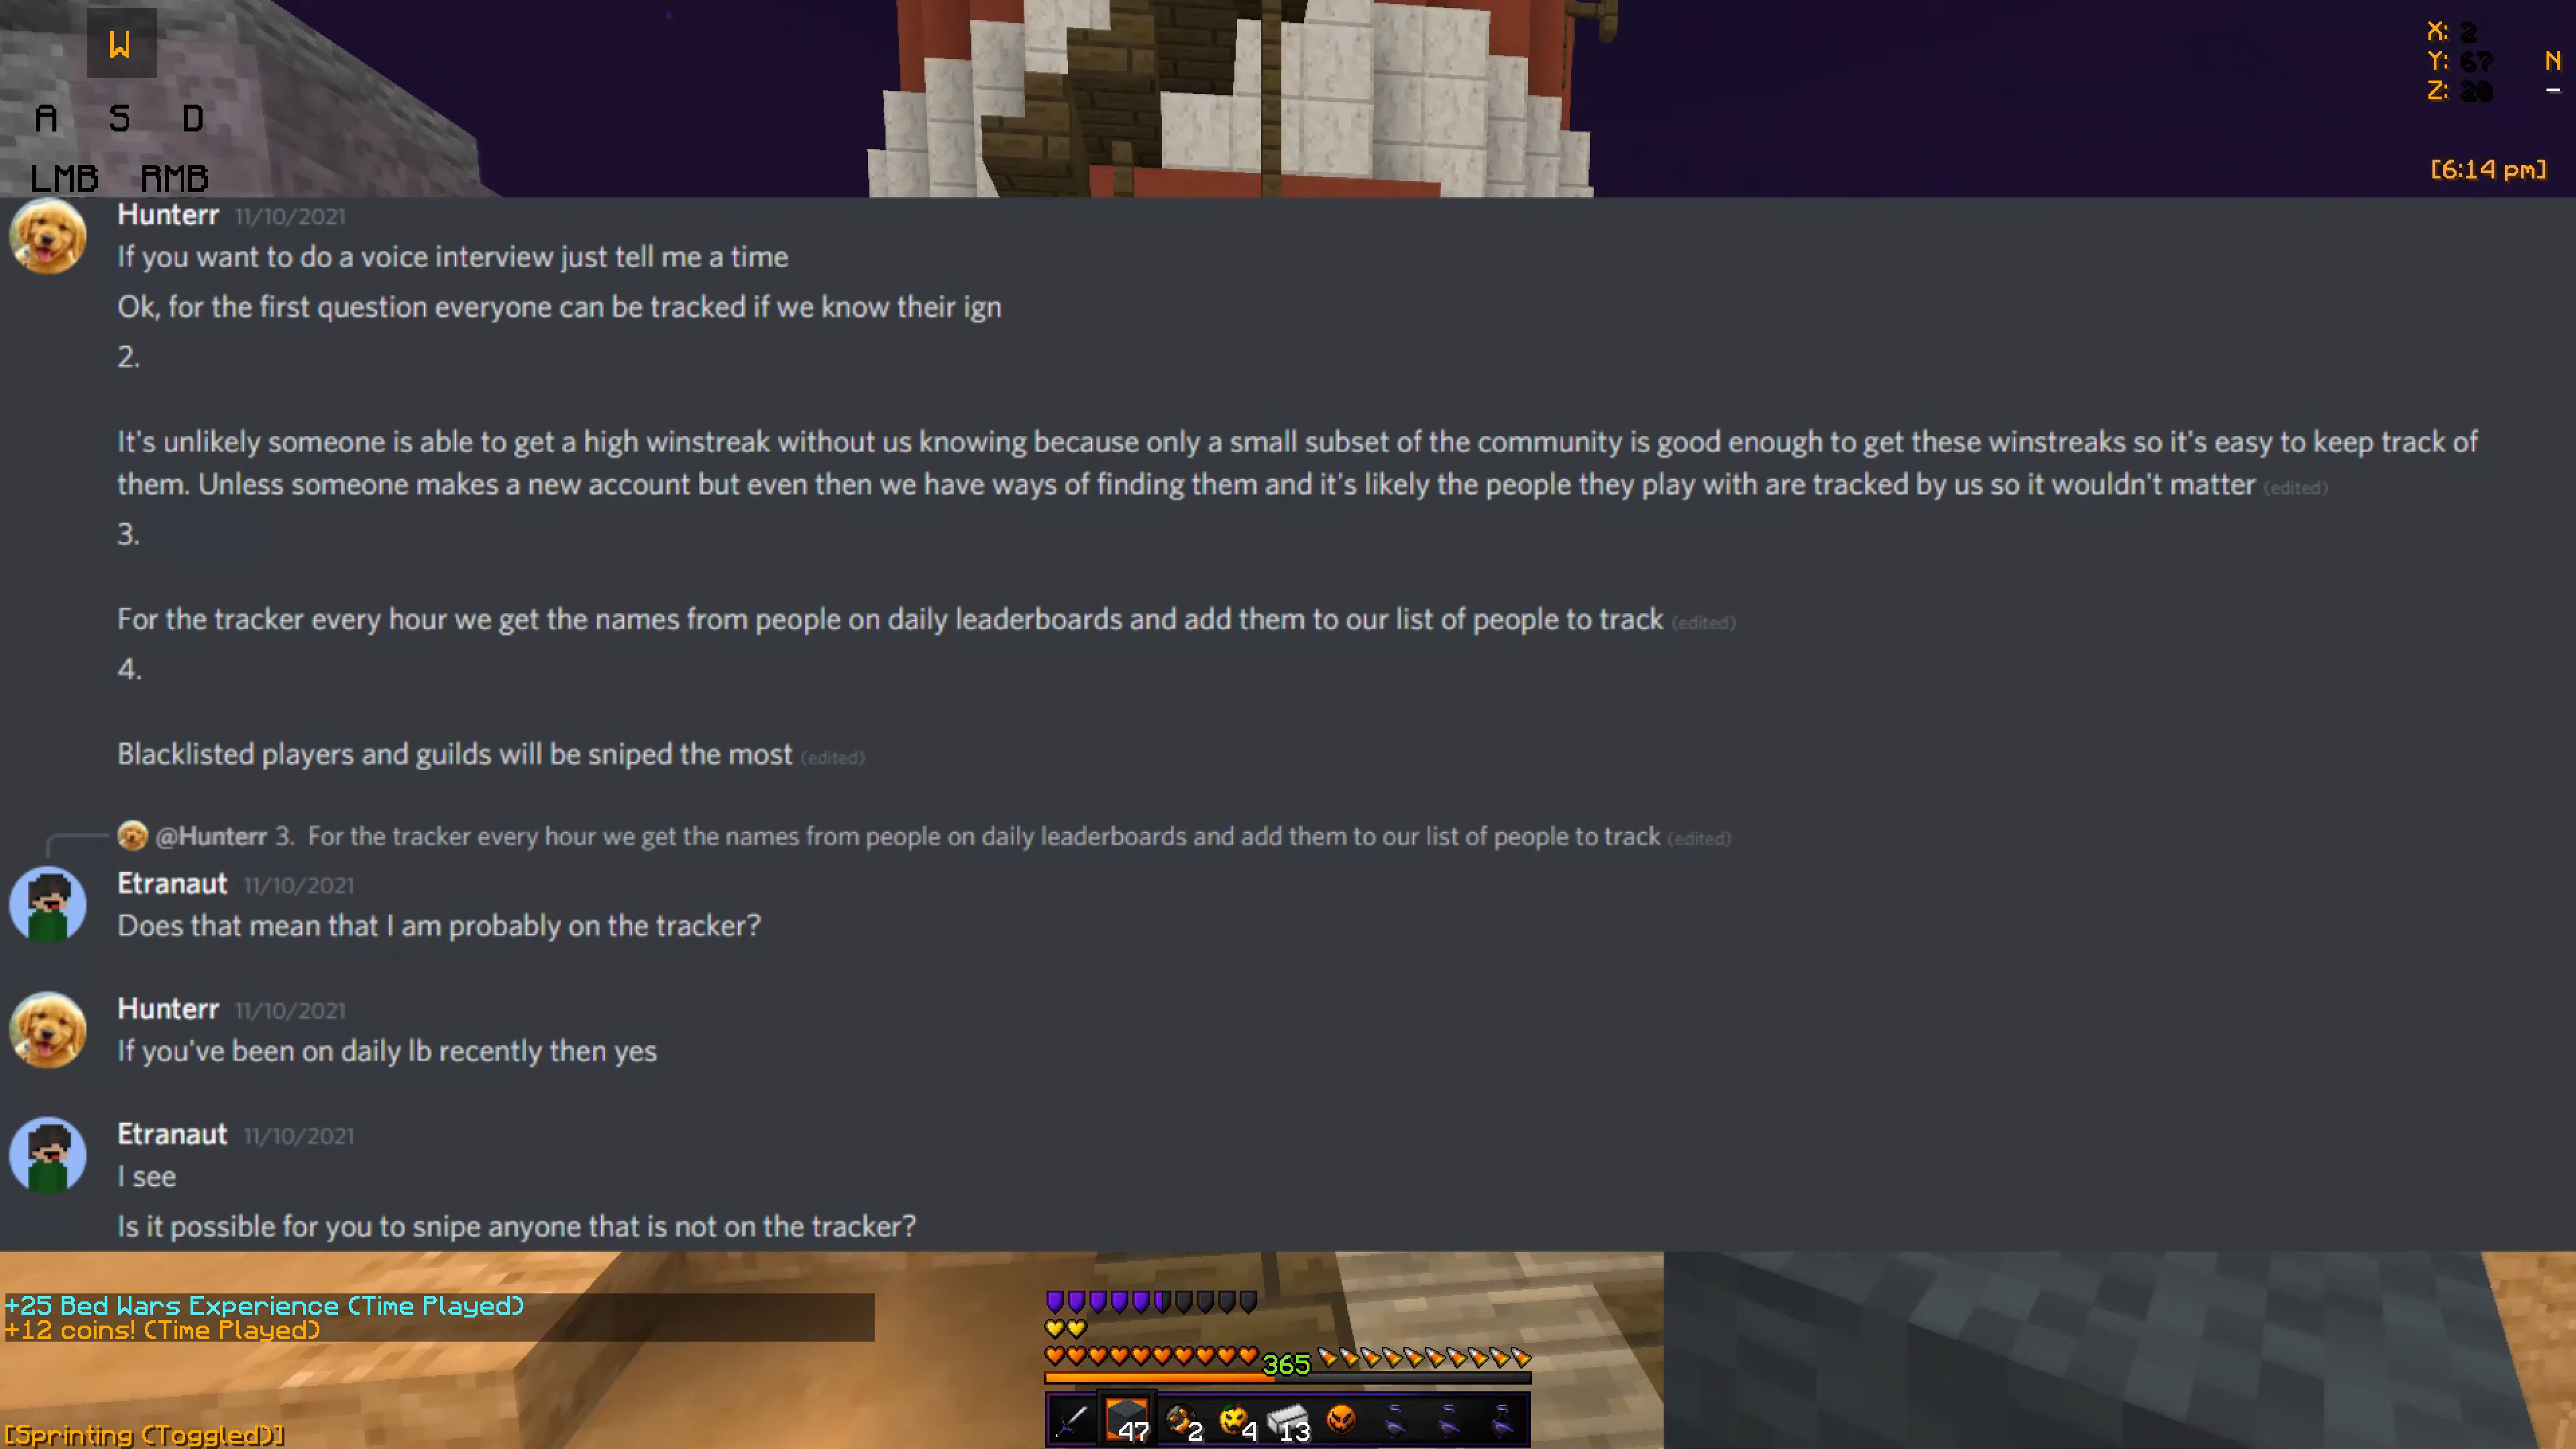 W
A S D
LMB RMB
X: 2
Y: 67 N
Z: 20 -
[6:14 pm]
Hunterr 11/10/2021
If you want to do a voice interview just tell me a time
Ok, for the first question everyone can be tracked if we know their ign
2.
It's unlikely someone is able to get a high winstreak without us knowing because only a small subset of the community is good enough to get these winstreaks so it's easy to keep track of
them. Unless someone makes a new account but even then we have ways of finding them and it's likely the people they play with are tracked by us so it wouldn't matter (edited)
3.
For the tracker every hour we get the names from people on daily leaderboards and add them to our list of people to track (edited)
4.
Blacklisted players and guilds will be sniped the most (edited)
@Hunterr 3. For the tracker every hour we get the names from people on daily leaderboards and add them to our list of people to track (edited)
Etranaut 11/10/2021
Does that mean that I am probably on the tracker?
Hunterr 11/10/2021
If you've been on daily lb recently then yes
Etranaut 11/10/2021
I see
Is it possible for you to snipe anyone that is not on the tracker?
+25 Bed Wars Experience (Time Played)
+12 coins! (Time Played)
365
47 2 4 13
[Sprinting (Toggled)]